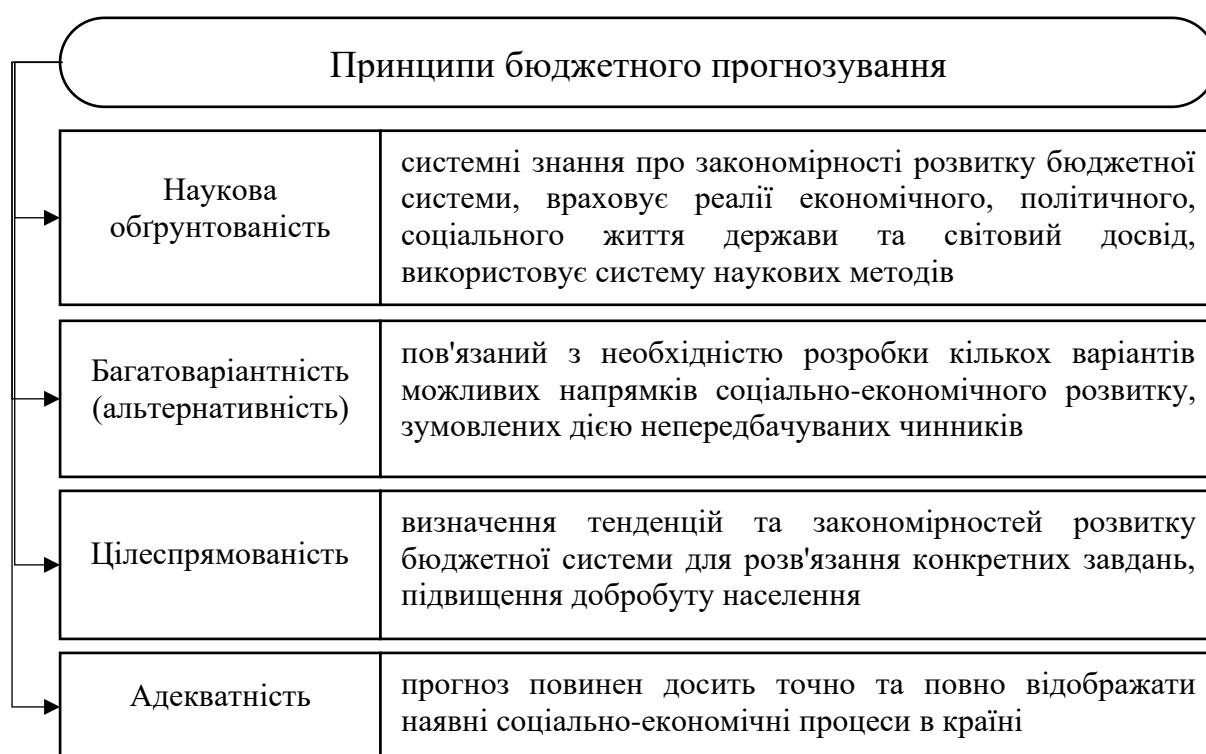 Принципи бюджетного прогнозування
Наукова
обґрунтованість
системні знання про закономірності розвитку бюджетної
системи, враховує реалії економічного, політичного,
соціального життя держави та світовий досвід,
використовує систему наукових методів
Багатоваріантність
(альтернативність)
пов'язаний з необхідністю розробки кількох варіантів
можливих напрямків соціально-економічного розвитку,
зумовлених дією непередбачуваних чинників
Цілеспрямованість
визначення тенденцій та закономірностей розвитку
бюджетної системи для розв'язання конкретних завдань,
підвищення добробуту населення
Адекватність
прогноз повинен досить точно та повно відображати
наявні соціально-економічні процеси в країні